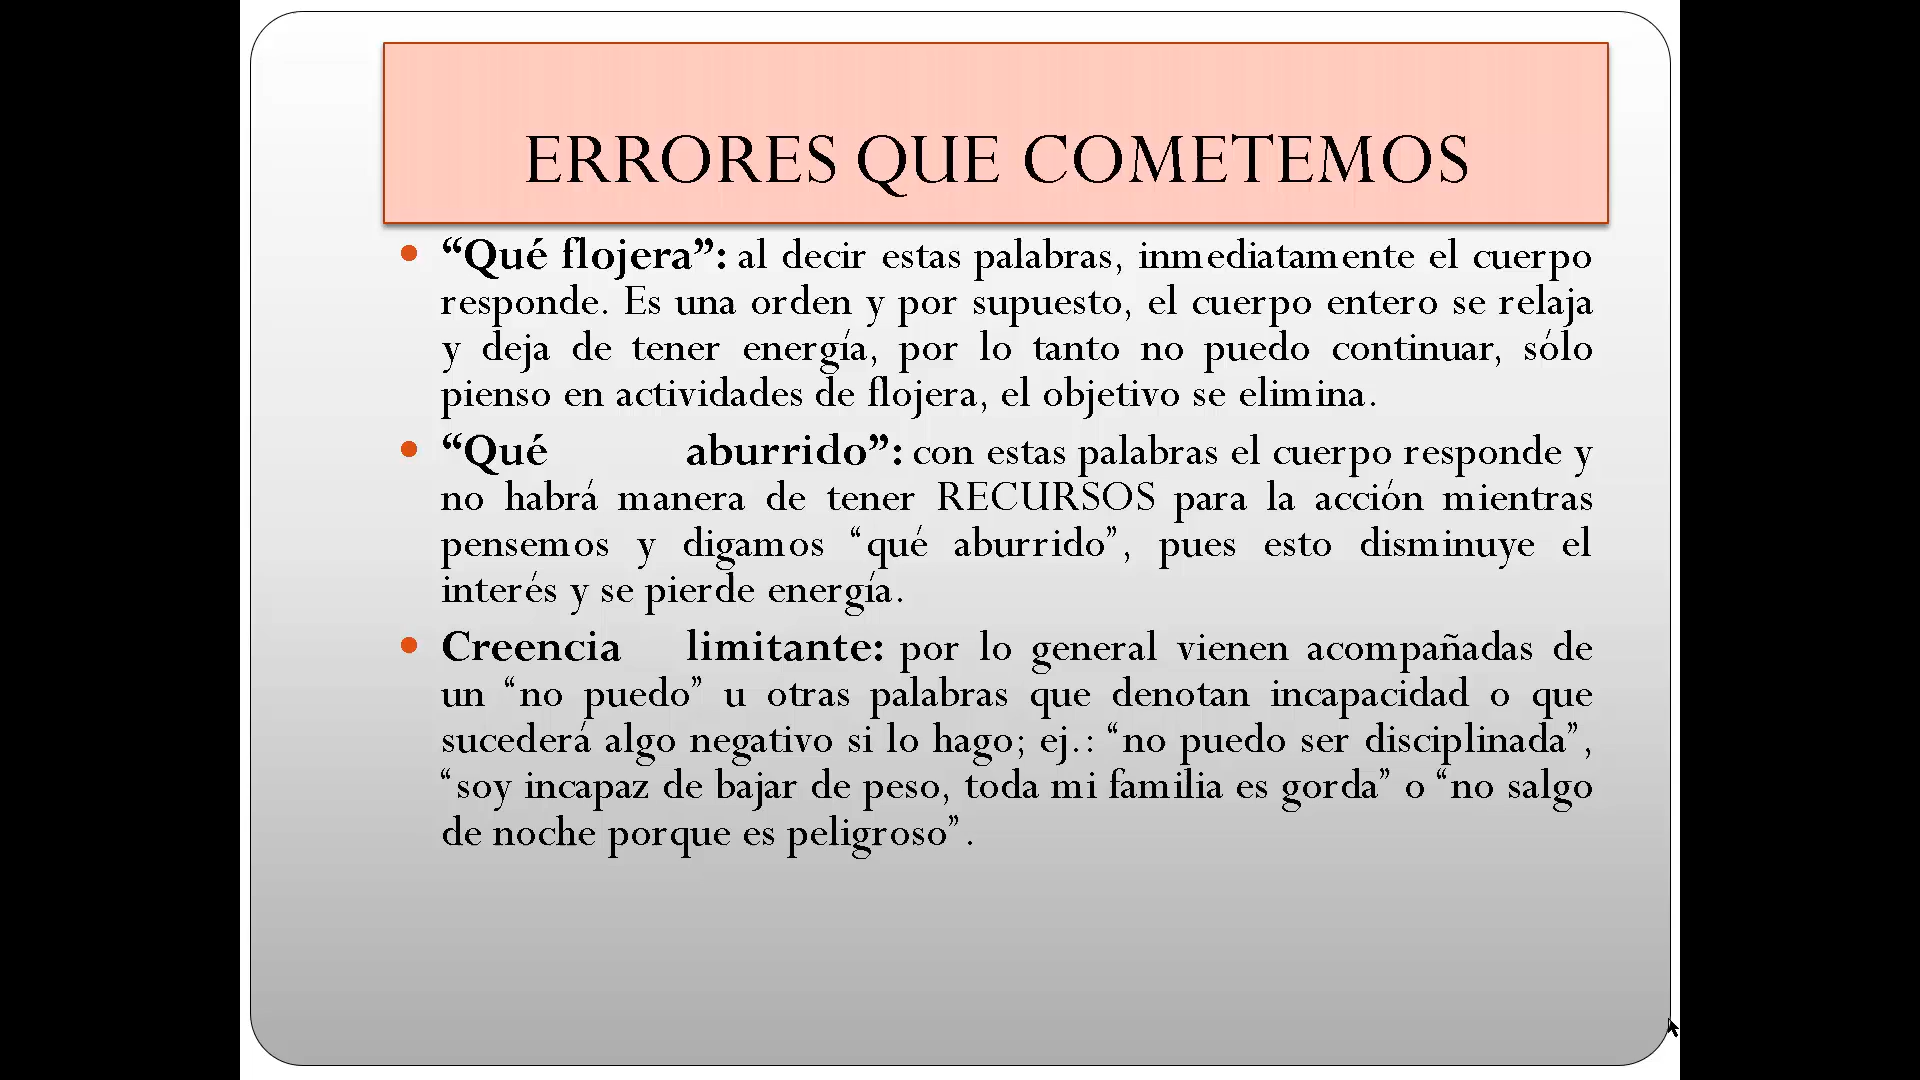 ERRORES QUE COMETEMOS
“Qué flojera”: al decir estas palabras, inmediatamente el cuerpo
responde. Es una orden y por supuesto, el cuerpo entero se relaja
y deja de tener energía, por lo tanto no puedo continuar, sólo
pienso en actividades de flojera, el objetivo se elimina.
“Qué aburrido”: con estas palabras el cuerpo responde y
no habrá manera de tener RECURSOS para la acción mientras
pensemos y digamos “qué aburrido”, pues esto disminuye el
interés y se pierde energía.
Creencia limitante: por lo general vienen acompañadas de
un “no puedo” u otras palabras que denotan incapacidad o que
sucederá algo negativo si lo hago; ej.: “no puedo ser disciplinada”,
“soy incapaz de bajar de peso, toda mi familia es gorda” o “no salgo
de noche porque es peligroso”.